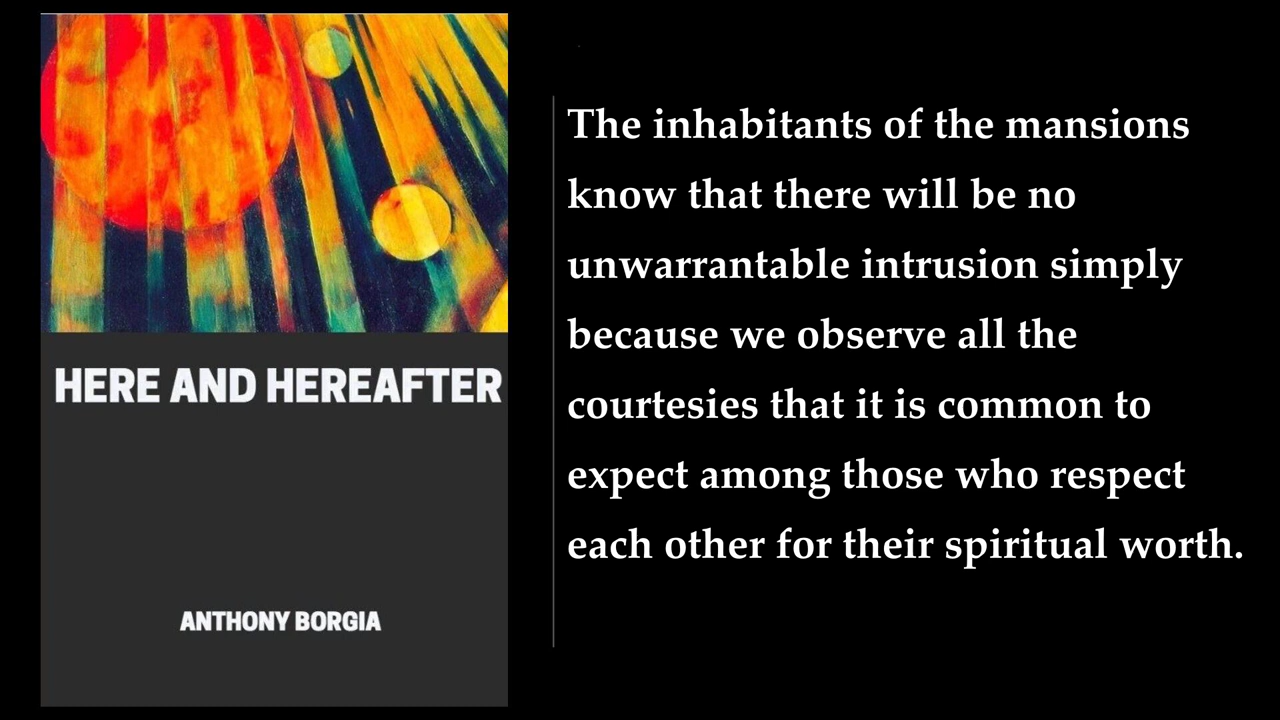 HERE AND HEREAFTER
ANTHONY BORGIA
The inhabitants of the mansions
know that there will be no
unwarrantable intrusion simply
because we observe all the
courtesies that it is common to
expect among those who respect
each other for their spiritual worth.